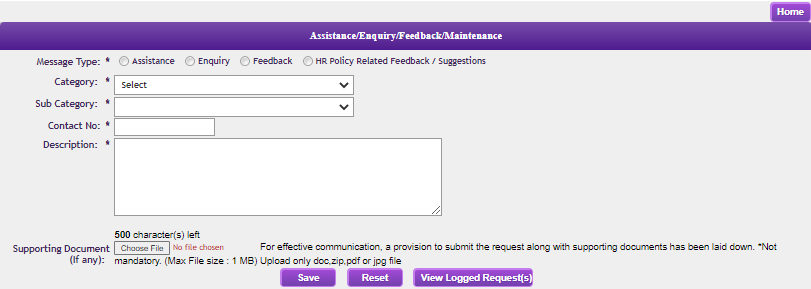 Home
Assistance/Enquiry/Feedback/Maintenance
Message Type: * Assistance Enquiry Feedback HR Policy Related Feedback / Suggestions
Category: * Select
Sub Category: *
Contact No: *
Description: *
500 character(s) left
Supporting Document Choose File No file chosen For effective communication, a provision to submit the request along with supporting documents has been laid down. *Not
(If any): mandatory. (Max File size : 1 MB) Upload only doc,zip,pdf or jpg file
Save Reset View Logged Request(s)